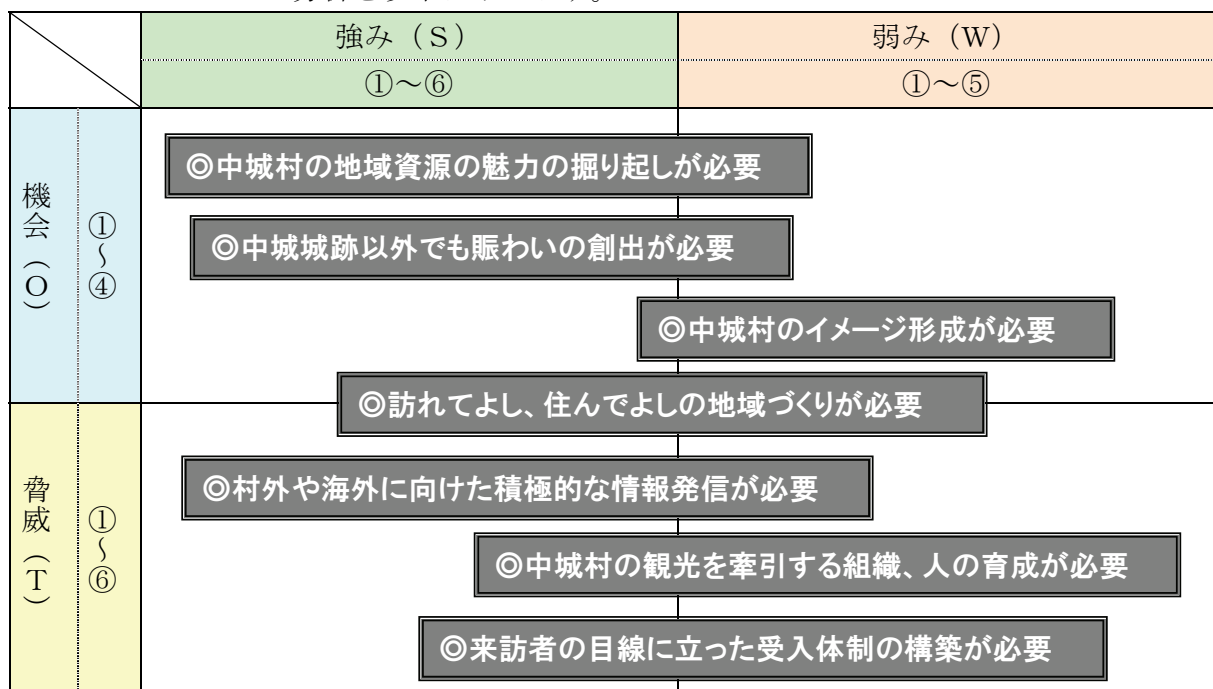 強み（Ｓ）
弱み（W）
①～⑥
①～⑤
機会（Ｏ）
①～④
◎中城村の地域資源の魅力の掘り起しが必要
◎中城城跡以外でも賑わいの創出が必要
◎中城村のイメージ形成が必要
◎訪れてよし、住んでよしの地域づくりが必要
脅威（Ｔ）
①～⑥
◎村外や海外に向けた積極的な情報発信が必要
◎中城村の観光を牽引する組織、人の育成が必要
◎来訪者の目線に立った受入体制の構築が必要